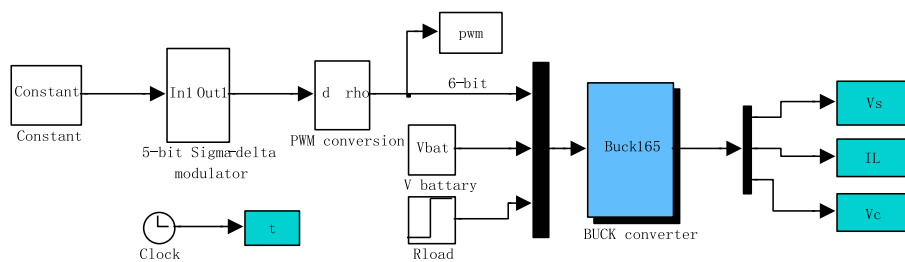 pwm
6-bit
Constant
Constant
In1 Out1
5-bit Sigma-delta
modulator
d rho
PWM conversion
Vbat
V battary
Rload
Buck165
BUCK converter
Vs
IL
Vc
t
Clock